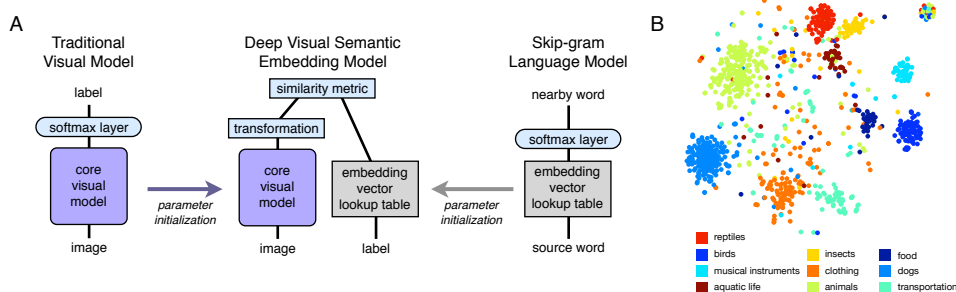 A
Traditional
Visual Model
label
softmax layer
core
visual
model
image
parameter
initialization
Deep Visual Semantic
Embedding Model
similarity metric
transformation
core
visual
model
image
embedding
vector
lookup table
label
parameter
initialization
Skip-gram
Language Model
nearby word
softmax layer
embedding
vector
lookup table
source word
B
reptiles
birds
musical instruments
aquatic life
insects
clothing
animals
food
dogs
transportation